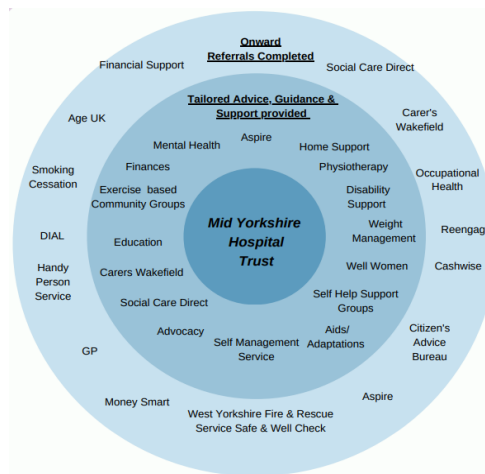 Onward
Referrals Completed
Financial Support
Social Care Direct
Age UK
Carer's
Wakefield
Smoking
Cessation
Occupational
Health
DIAL
Reengage
Handy
Person
Service
Cashwise
GP
Citizen's
Advice
Bureau
Money Smart
Aspire
West Yorkshire Fire & Rescue
Service Safe & Well Check
Tailored Advice, Guidance &
Support provided
Mental Health
Aspire
Home Support
Finances
Physiotherapy
Exercise based
Community Groups
Disability
Support
Education
Weight
Management
Carers Wakefield
Well Women
Social Care Direct
Self Help Support
Groups
Advocacy
Self Management
Service
Aids/
Adaptations
Mid Yorkshire
Hospital
Trust